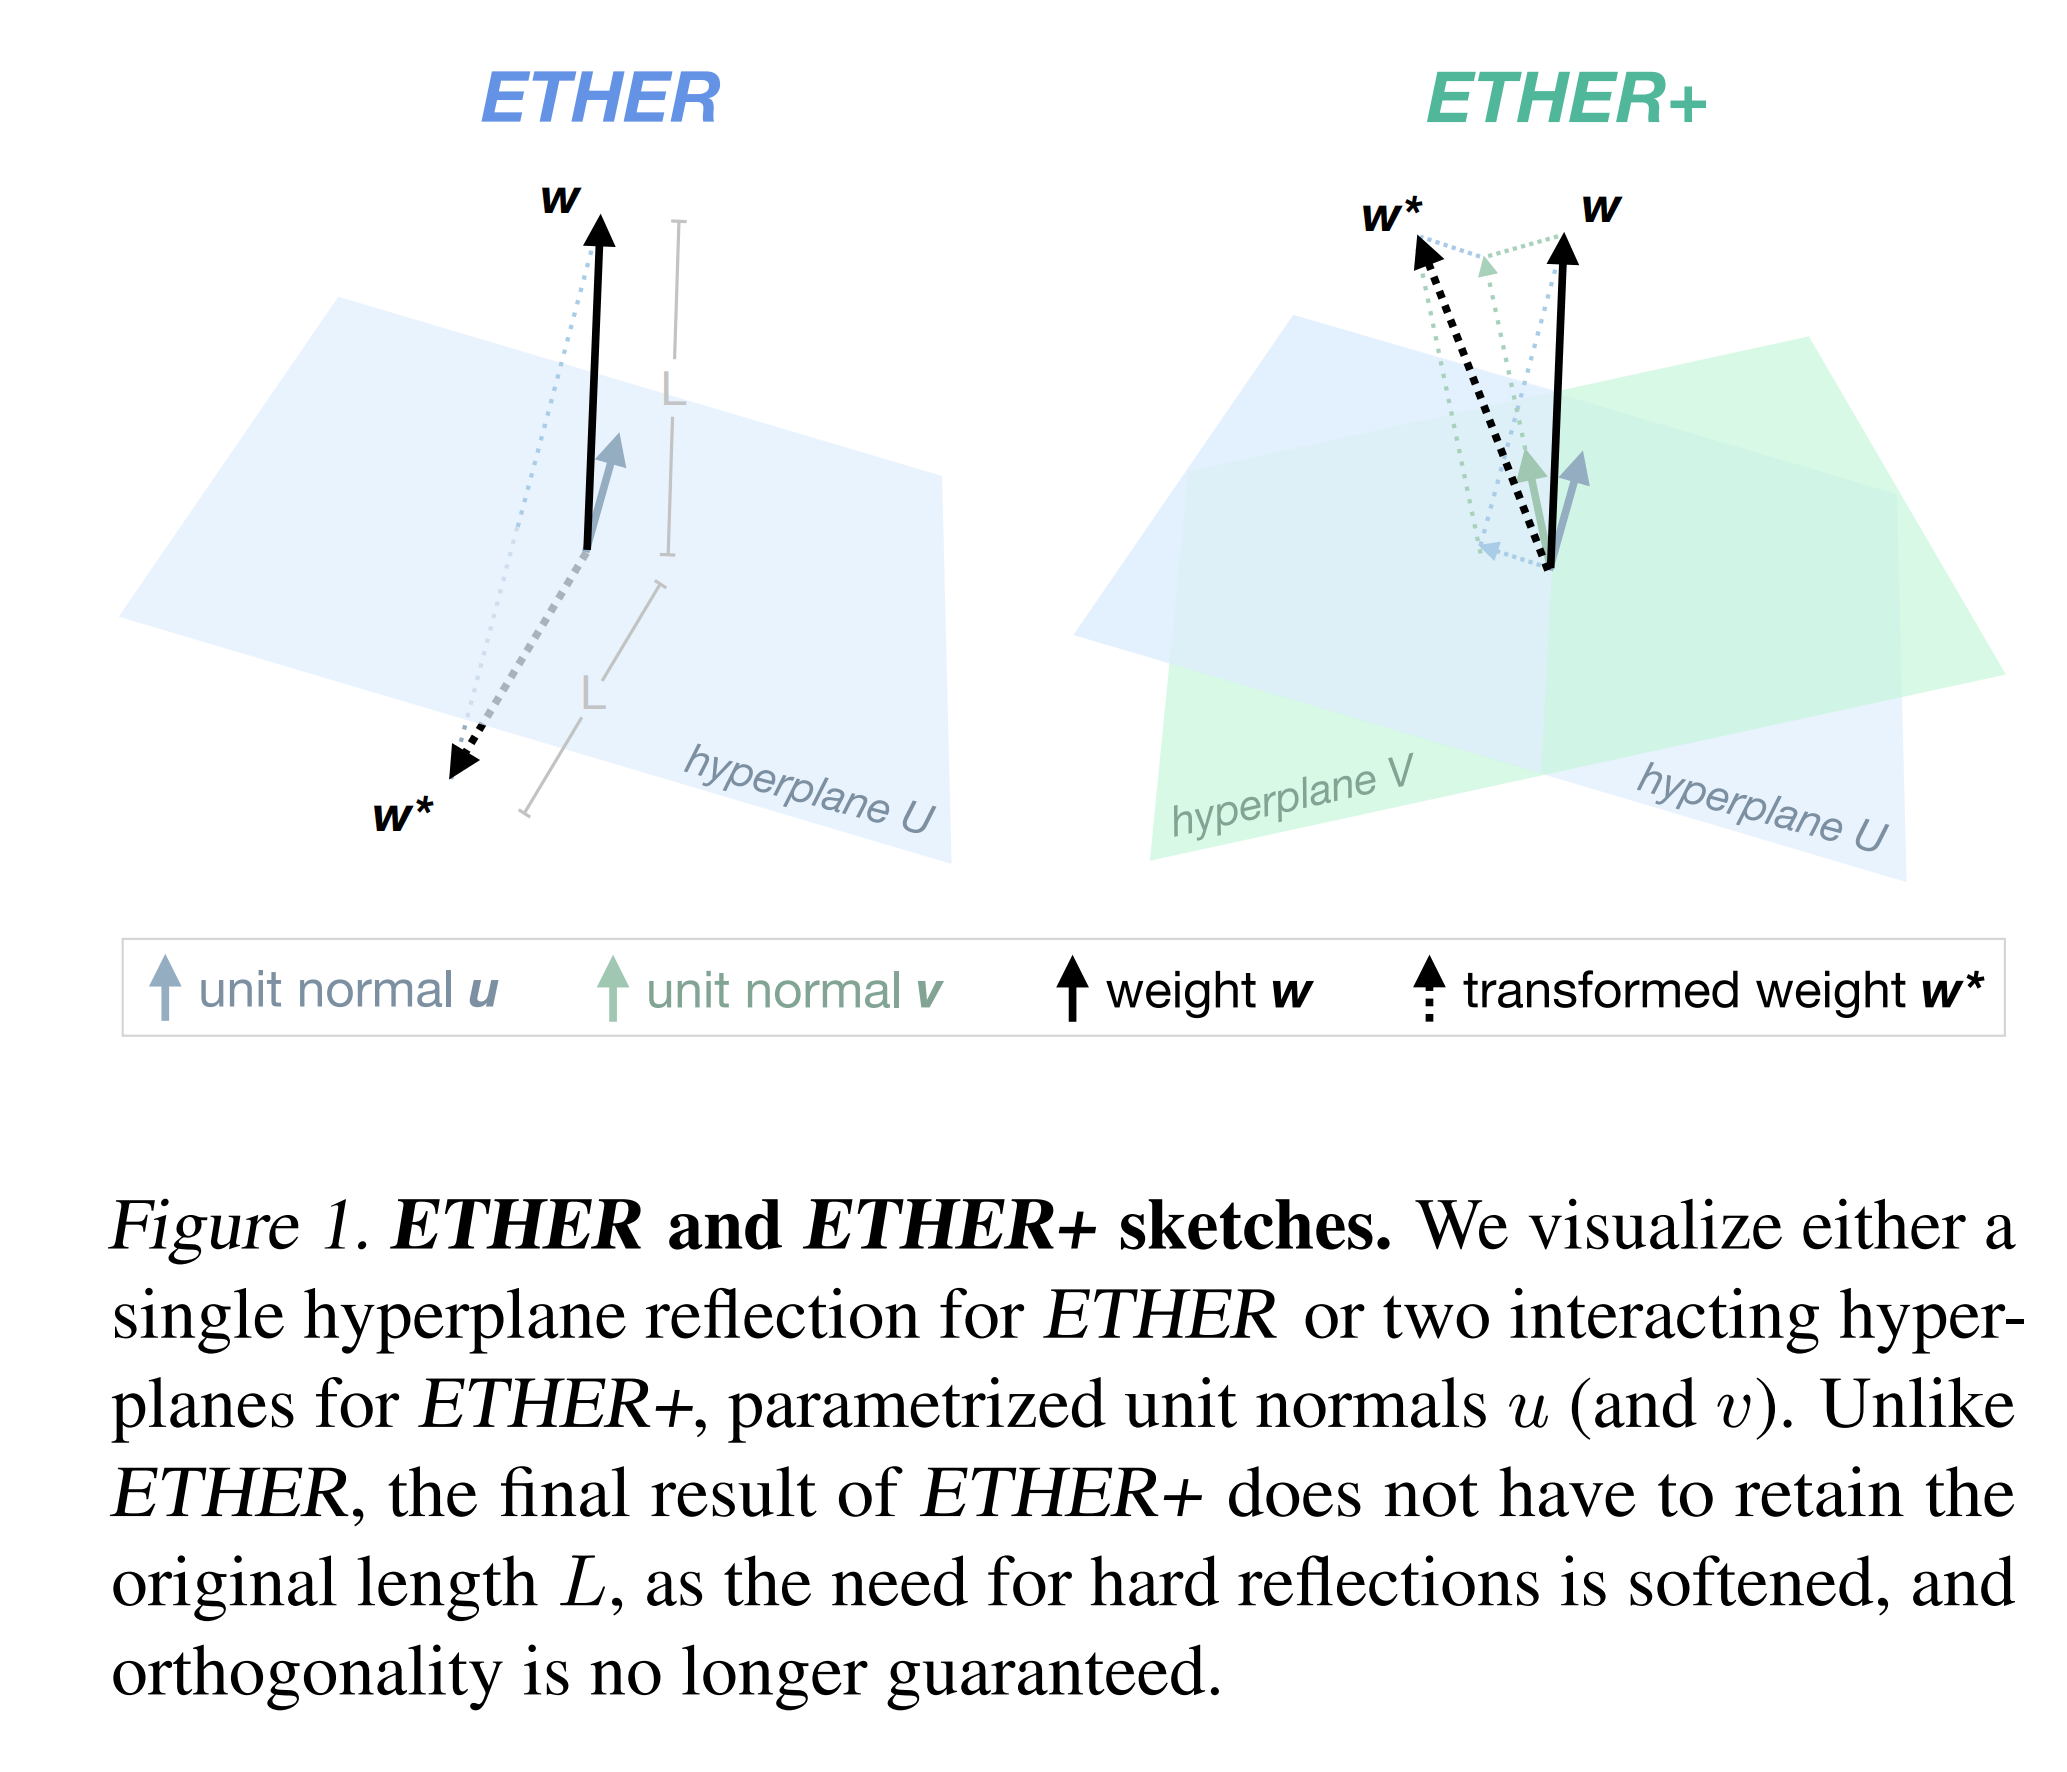 ETHER
ETHER+
w
L
L
w*
hyperplane U
w*
w
hyperplane V
hyperplane U
unit normal u
unit normal v
weight w
transformed weight w*
Figure 1. ETHER and ETHER+ sketches. We visualize either a
single hyperplane reflection for ETHER or two interacting hyper-
planes for ETHER+, parametrized unit normals u (and v). Unlike
ETHER, the final result of ETHER+ does not have to retain the
original length L, as the need for hard reflections is softened, and
orthogonality is no longer guaranteed.